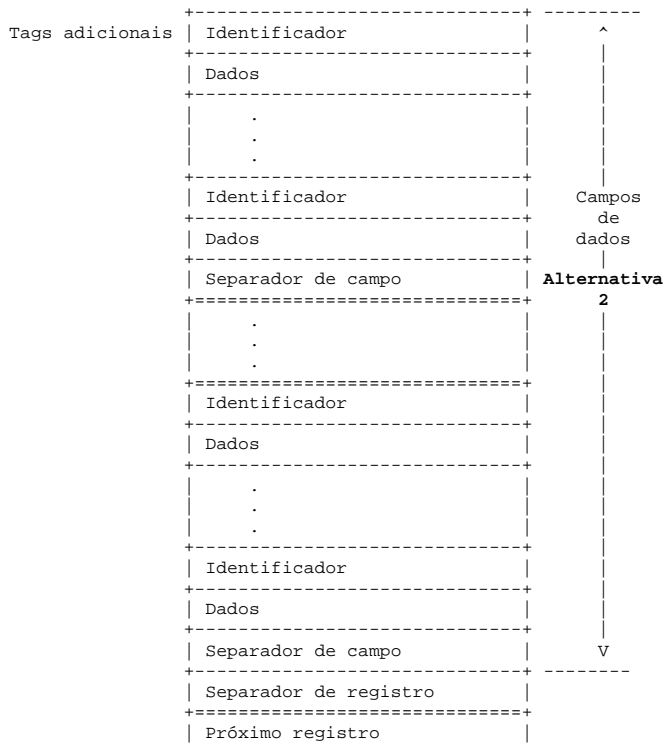 +------------------------------+ ---------
Tags adicionais | Identificador | ^
+------------------------------+ |
| Dados | |
+------------------------------+ |
| . | |
| . | |
| . | |
+------------------------------+ |
| Identificador | Campos
+------------------------------+ de
| Dados | dados
+------------------------------+ |
| Separador de campo | Alternativa
+==============================+ 2
| . | |
| . | |
| . | |
+==============================+ |
| Identificador | |
+------------------------------+ |
| Dados | |
+------------------------------+ |
| . | |
| . | |
| . | |
+------------------------------+ |
| Identificador | |
+------------------------------+ |
| Dados | |
+------------------------------+ |
| Separador de campo | V
+------------------------------+ --------
| Separador de registro |
+==============================+
| Próximo registro |